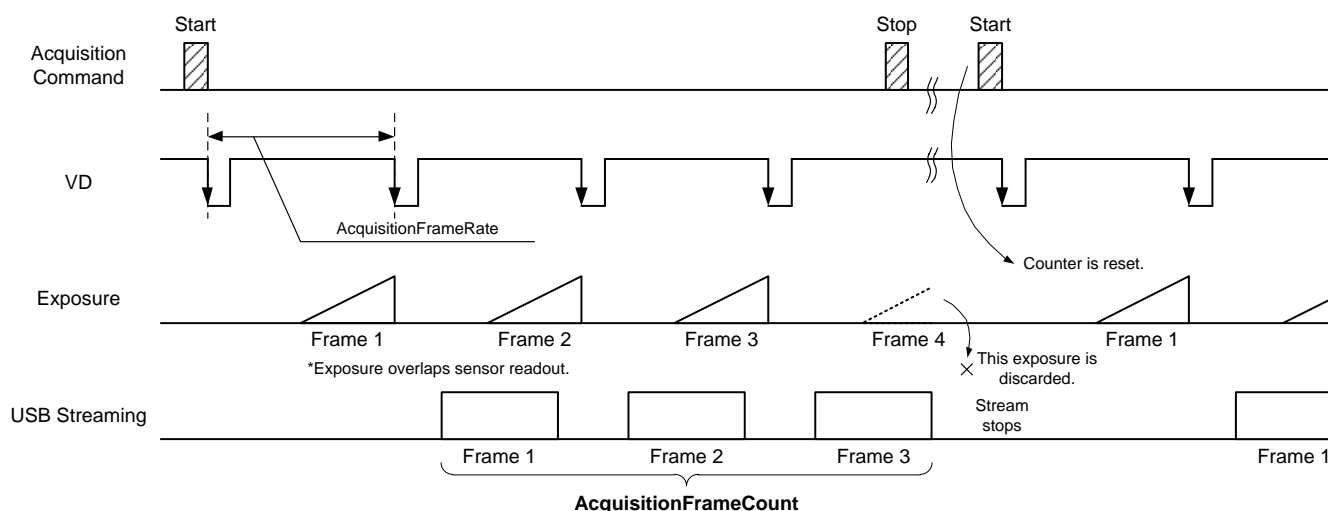 Start
Stop
Start
Acquisition
Command
VD
AcquisitionFrameRate
Counter is reset.
Exposure
Frame 1
Frame 2
Frame 3
Frame 4
Frame 1
*Exposure overlaps sensor readout.
This exposure is
discarded.
USB Streaming
Stream
stops
Frame 1
Frame 2
Frame 3
Frame 1
AcquisitionFrameCount